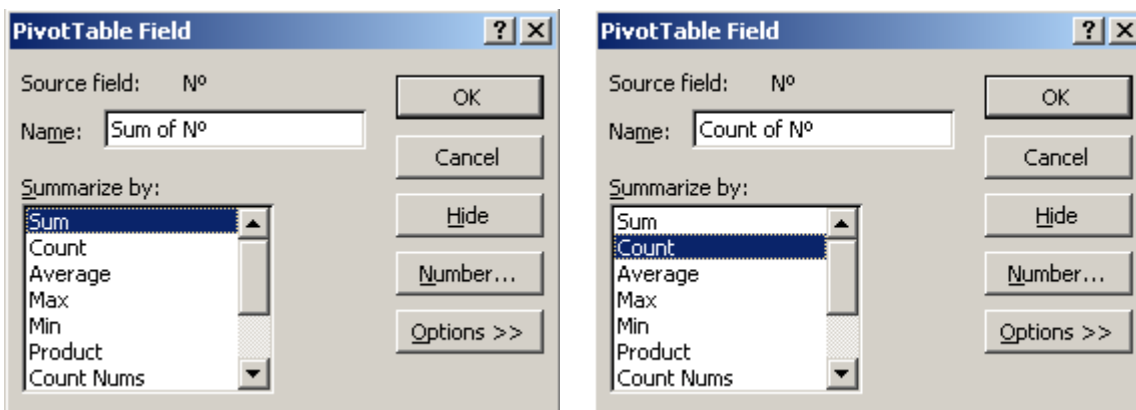 PivotTable Field
Source field: Nº
Name: Sum of Nº
Summarize by:
Sum
Count
Average
Max
Min
Product
Count Nums
OK
Cancel
Hide
Number...
Options >>
PivotTable Field
Source field: Nº
Name: Count of Nº
Summarize by:
Sum
Count
Average
Max
Min
Product
Count Nums
OK
Cancel
Hide
Number...
Options >>